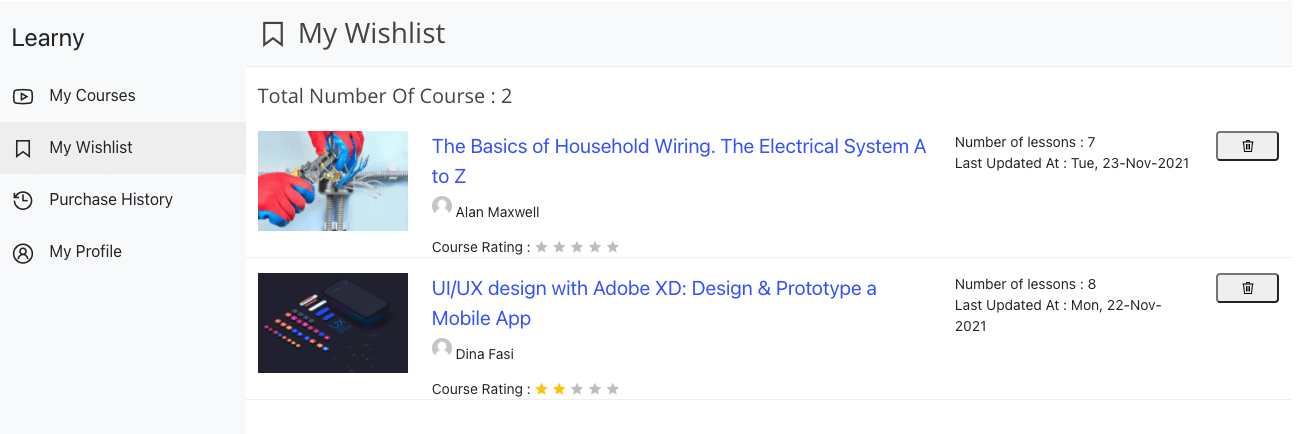 Learny
My Courses
My Wishlist
Purchase History
My Profile
My Wishlist
Total Number Of Course : 2
The Basics of Household Wiring. The Electrical System A
to Z
Alan Maxwell
Course Rating :
Number of lessons : 7
Last Updated At : Tue, 23-Nov-2021
UI/UX design with Adobe XD: Design & Prototype a
Mobile App
Dina Fasi
Course Rating :
Number of lessons : 8
Last Updated At : Mon, 22-Nov-
2021
UX